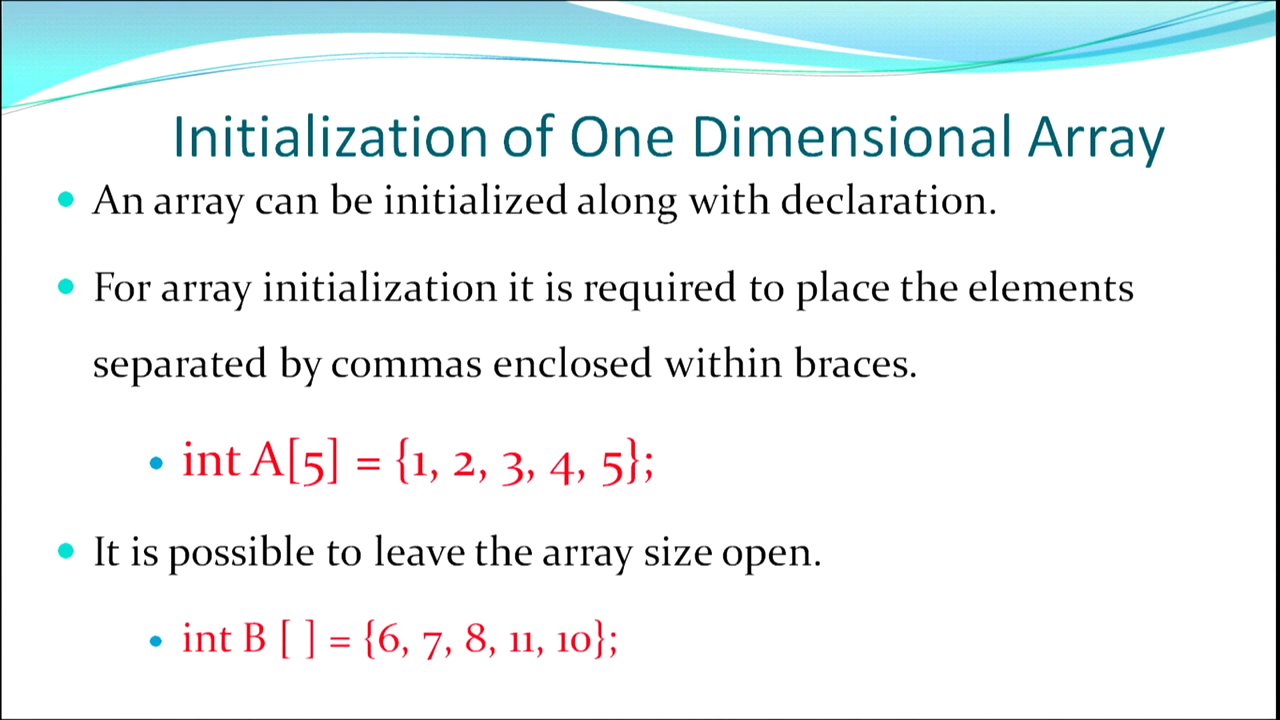 Initialization of One Dimensional Array
• An array can be initialized along with declaration.
• For array initialization it is required to place the elements
separated by commas enclosed within braces.
• int A[5] = {1, 2, 3, 4, 5};
• It is possible to leave the array size open.
• int B [ ] = {6, 7, 8, 11, 10};